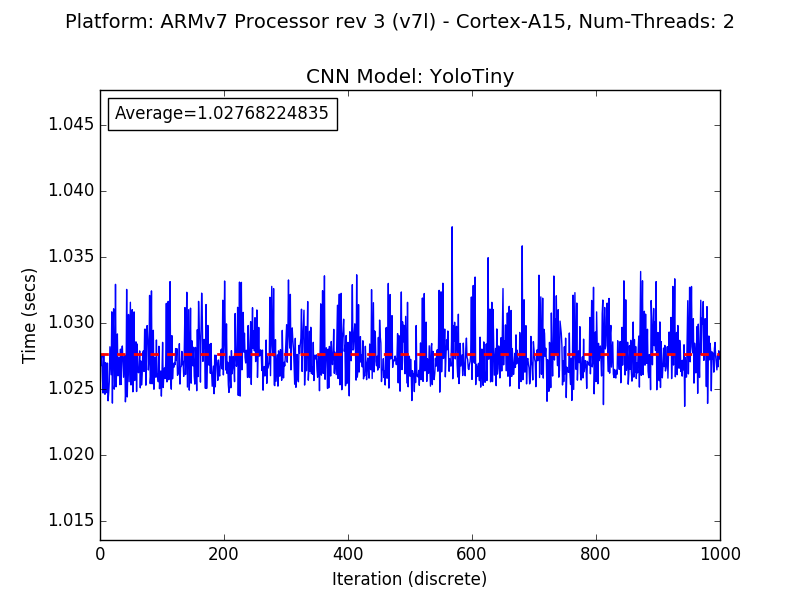 Platform: ARMv7 Processor rev 3 (v7l) - Cortex-A15, Num-Threads: 2
CNN Model: YoloTiny
Average=1.02768224835
1.045
1.040
1.035
1.030
1.025
1.020
1.015
Time (secs)
0 200 400 600 800 1000
Iteration (discrete)